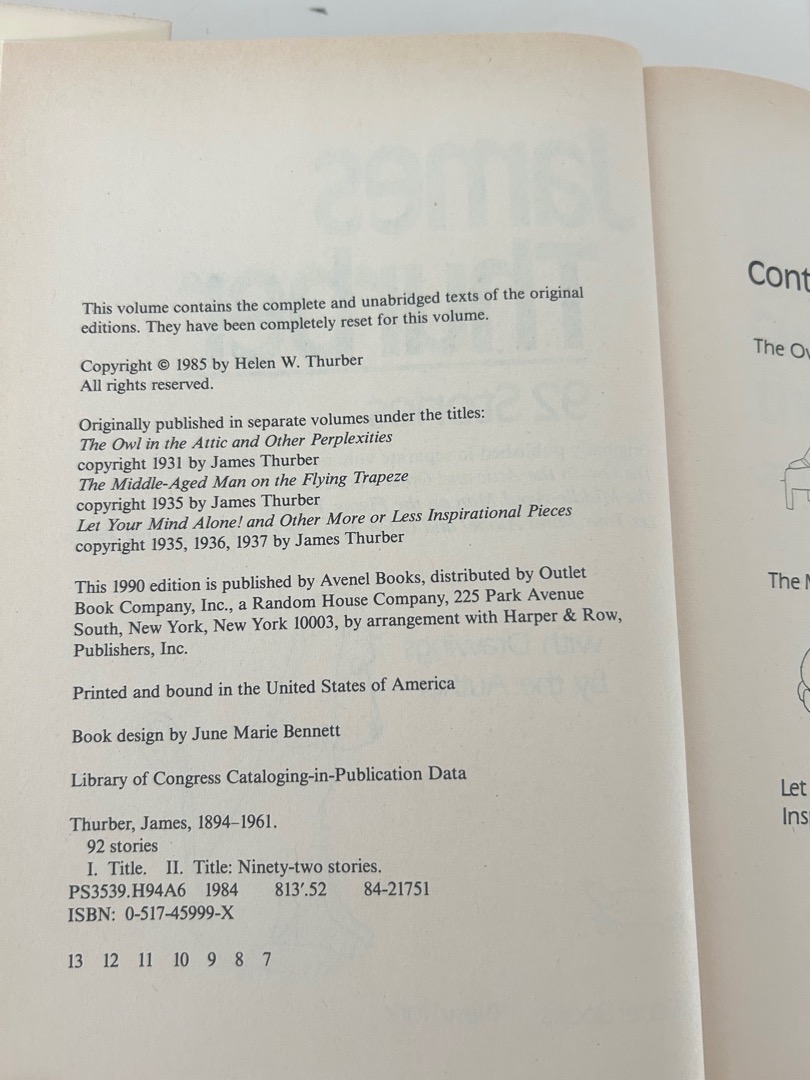 This volume contains the complete and unabridged texts of the original
editions. They have been completely reset for this volume.
Copyright © 1985 by Helen W. Thurber
All rights reserved.
Originally published in separate volumes under the titles:
The Owl in the Attic and Other Perplexities
copyright 1931 by James Thurber
The Middle-Aged Man on the Flying Trapeze
copyright 1935 by James Thurber
Let Your Mind Alone! and Other More or Less Inspirational Pieces
copyright 1935, 1936, 1937 by James Thurber
This 1990 edition is published by Avenel Books, distributed by Outlet
Book Company, Inc., a Random House Company, 225 Park Avenue
South, New York, New York 10003, by arrangement with Harper & Row,
Publishers, Inc.
Printed and bound in the United States of America
Book design by June Marie Bennett
Library of Congress Cataloging-in-Publication Data
Thurber, James, 1894–1961.
92 stories
I. Title. II. Title: Ninety-two stories.
PS3539.H94A6 1984 813′.52 84-21751
ISBN: 0-517-45999-X
13 12 11 10 9 8 7
Cont
The Ow
The M
Let
Ins